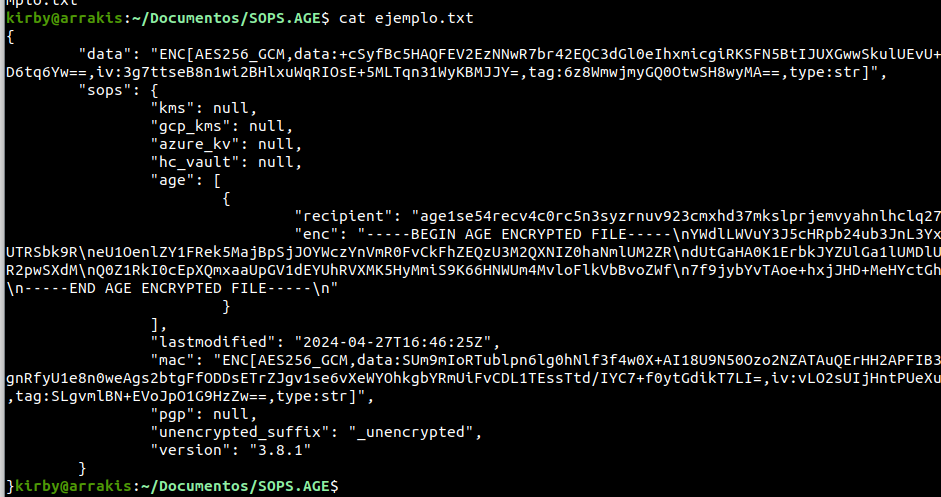 mplo.txt
kirby@arrakis:~/Documentos/SOPS.AGE$ cat ejemplo.txt
{
"data": "ENC[AES256_GCM,data:+cSyfBc5HAQFEV2EzNNwR7br42EQC3dGl0eIhxmicgiRKSFN5BtIJUXGwwSkulUEvU+
D6tq6Yw==,iv:3g7ttseB8n1wi2BHlxuWqRIOsE+5MLTqn31WyKBMJJY=,tag:6z8WmwjmyGQ0OtwSH8wyMA==,type:str]",
"sops": {
"kms": null,
"gcp_kms": null,
"azure_kv": null,
"hc_vault": null,
"age": [
{
"recipient": "age1se54recv4c0rc5n3syzrnuv923cmxhd37mkslprjemvyahnlhclq27
"enc": "-----BEGIN AGE ENCRYPTED FILE-----\nYWdlLWVuY3J5cHRpb24ub3JnL3Yx
UTRSbk9R\neU1OenlZY1FRek5MajBpSjJOYWczYnVmR0FvCkFhZEQzU3M2QXNIZ0haNmlUM2ZR\ndUtGaHA0K1ErbkJYZUlGa1lUMDlU
R2pwSXdM\nQ0Z1RkI0cEpXQmxaaUpGV1dEYUhRVXMK5HyMmiS9K66HNWUm4MvloFlkVbBvoZWf\n7f9jybYvTAoe+hxjJHD+MeHYctGh
\n-----END AGE ENCRYPTED FILE-----\n"
}
],
"lastmodified": "2024-04-27T16:46:25Z",
"mac": "ENC[AES256_GCM,data:SUm9mIoRTublpn6lg0hNlf3f4w0X+AI18U9N50Ozo2NZATAuQErHH2APFIB3
gnRfyU1e8n0weAgs2btgFfODDsETrZJgv1se6vXeWYOhkgbYRmUiFvCDL1TEssTtd/IYC7+f0ytGdikT7LI=,iv:vLO2sUIjHntPUeXu
,tag:SLgvmlBN+EVoJpO1G9HzZw==,type:str]",
"pgp": null,
"unencrypted_suffix": "_unencrypted",
"version": "3.8.1"
}
}kirby@arrakis:~/Documentos/SOPS.AGE$